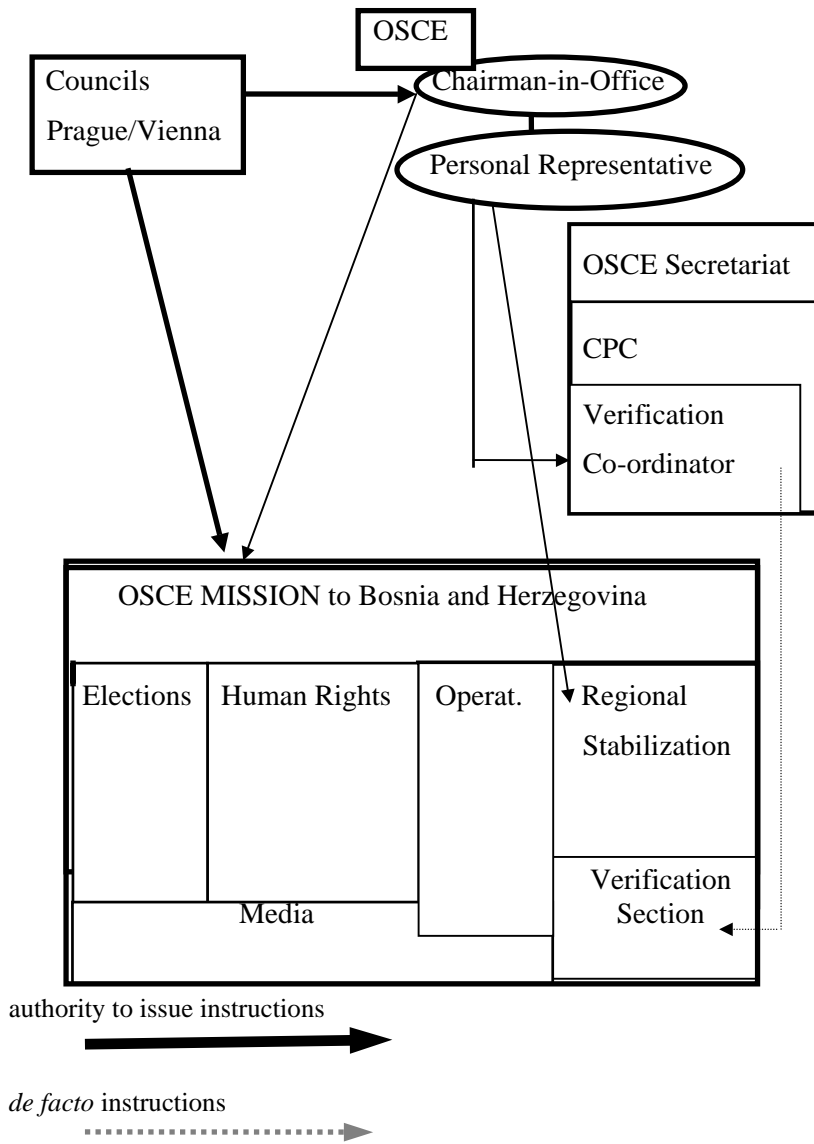 OSCE
Councils
Prague/Vienna
Chairman-in-Office
Personal Representative
OSCE Secretariat
CPC
Verification
Co-ordinator
OSCE MISSION to Bosnia and Herzegovina
Elections
Human Rights
Operat.
Regional
Stabilization
Media
Verification
Section
authority to issue instructions
de facto instructions